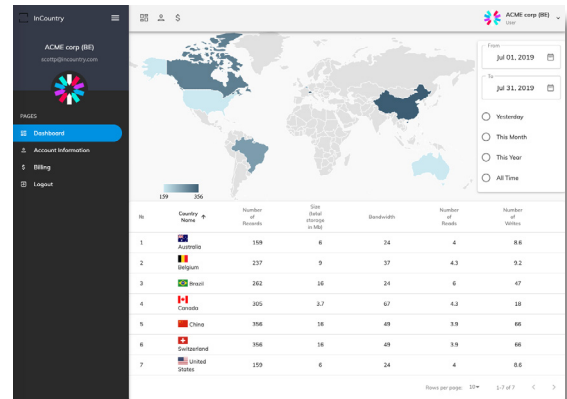 InCountry
ACME corp (BE)
User
ACME corp (BE)
scottp@incountry.com
PAGES
Dashboard
Account Information
Billing
Logout
From
Jul 01, 2019
To
Jul 31, 2019
Yesterday
This Month
This Year
All Time
159 356
№ Country Name Number of Records Size (total storage in Mb) Bandwidth Number of Reads Number of Writes
1 Australia 159 6 24 4 8.6
2 Belgium 237 9 37 4.3 9.2
3 Brazil 262 16 24 6 47
4 Canada 305 3.7 67 4.3 18
5 China 356 16 49 3.9 66
6 Switzerland 356 16 49 3.9 66
7 United States 159 6 24 4 8.6
Rows per page: 10 1-7 of 7